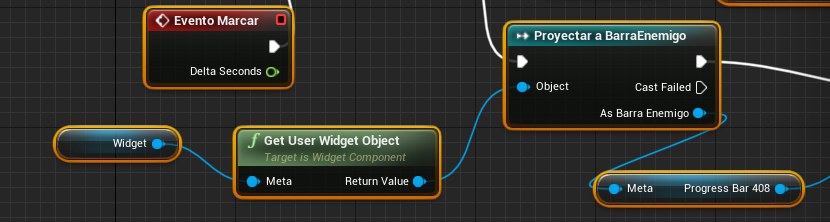 Evento Marcar
Delta Seconds
Proyectar a BarraEnemigo
Object
Cast Failed
As Barra Enemigo
Widget
f Get User Widget Object
Target is Widget Component
Meta Return Value
Meta Progress Bar 408